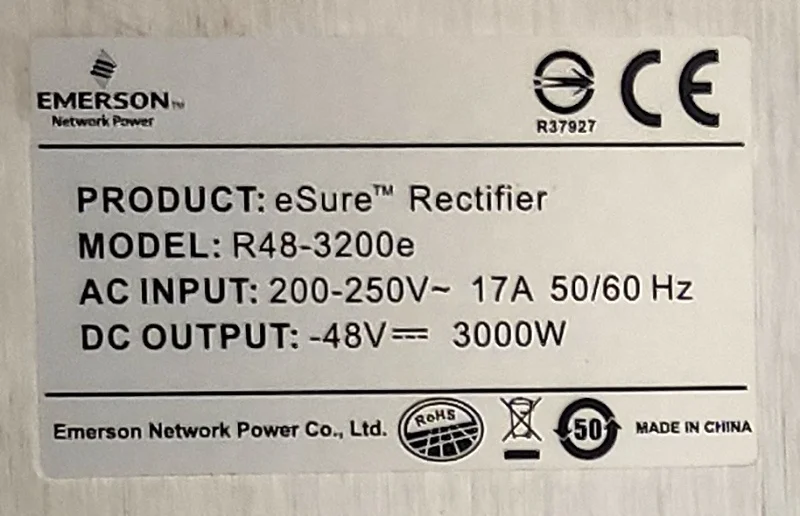 EMERSON™
Network Power
R37927
CE
PRODUCT: eSure™ Rectifier
MODEL: R48-3200e
AC INPUT: 200-250V~ 17A 50/60 Hz
DC OUTPUT: -48V⎓ 3000W
Emerson Network Power Co., Ltd.
RoHS
50
MADE IN CHINA